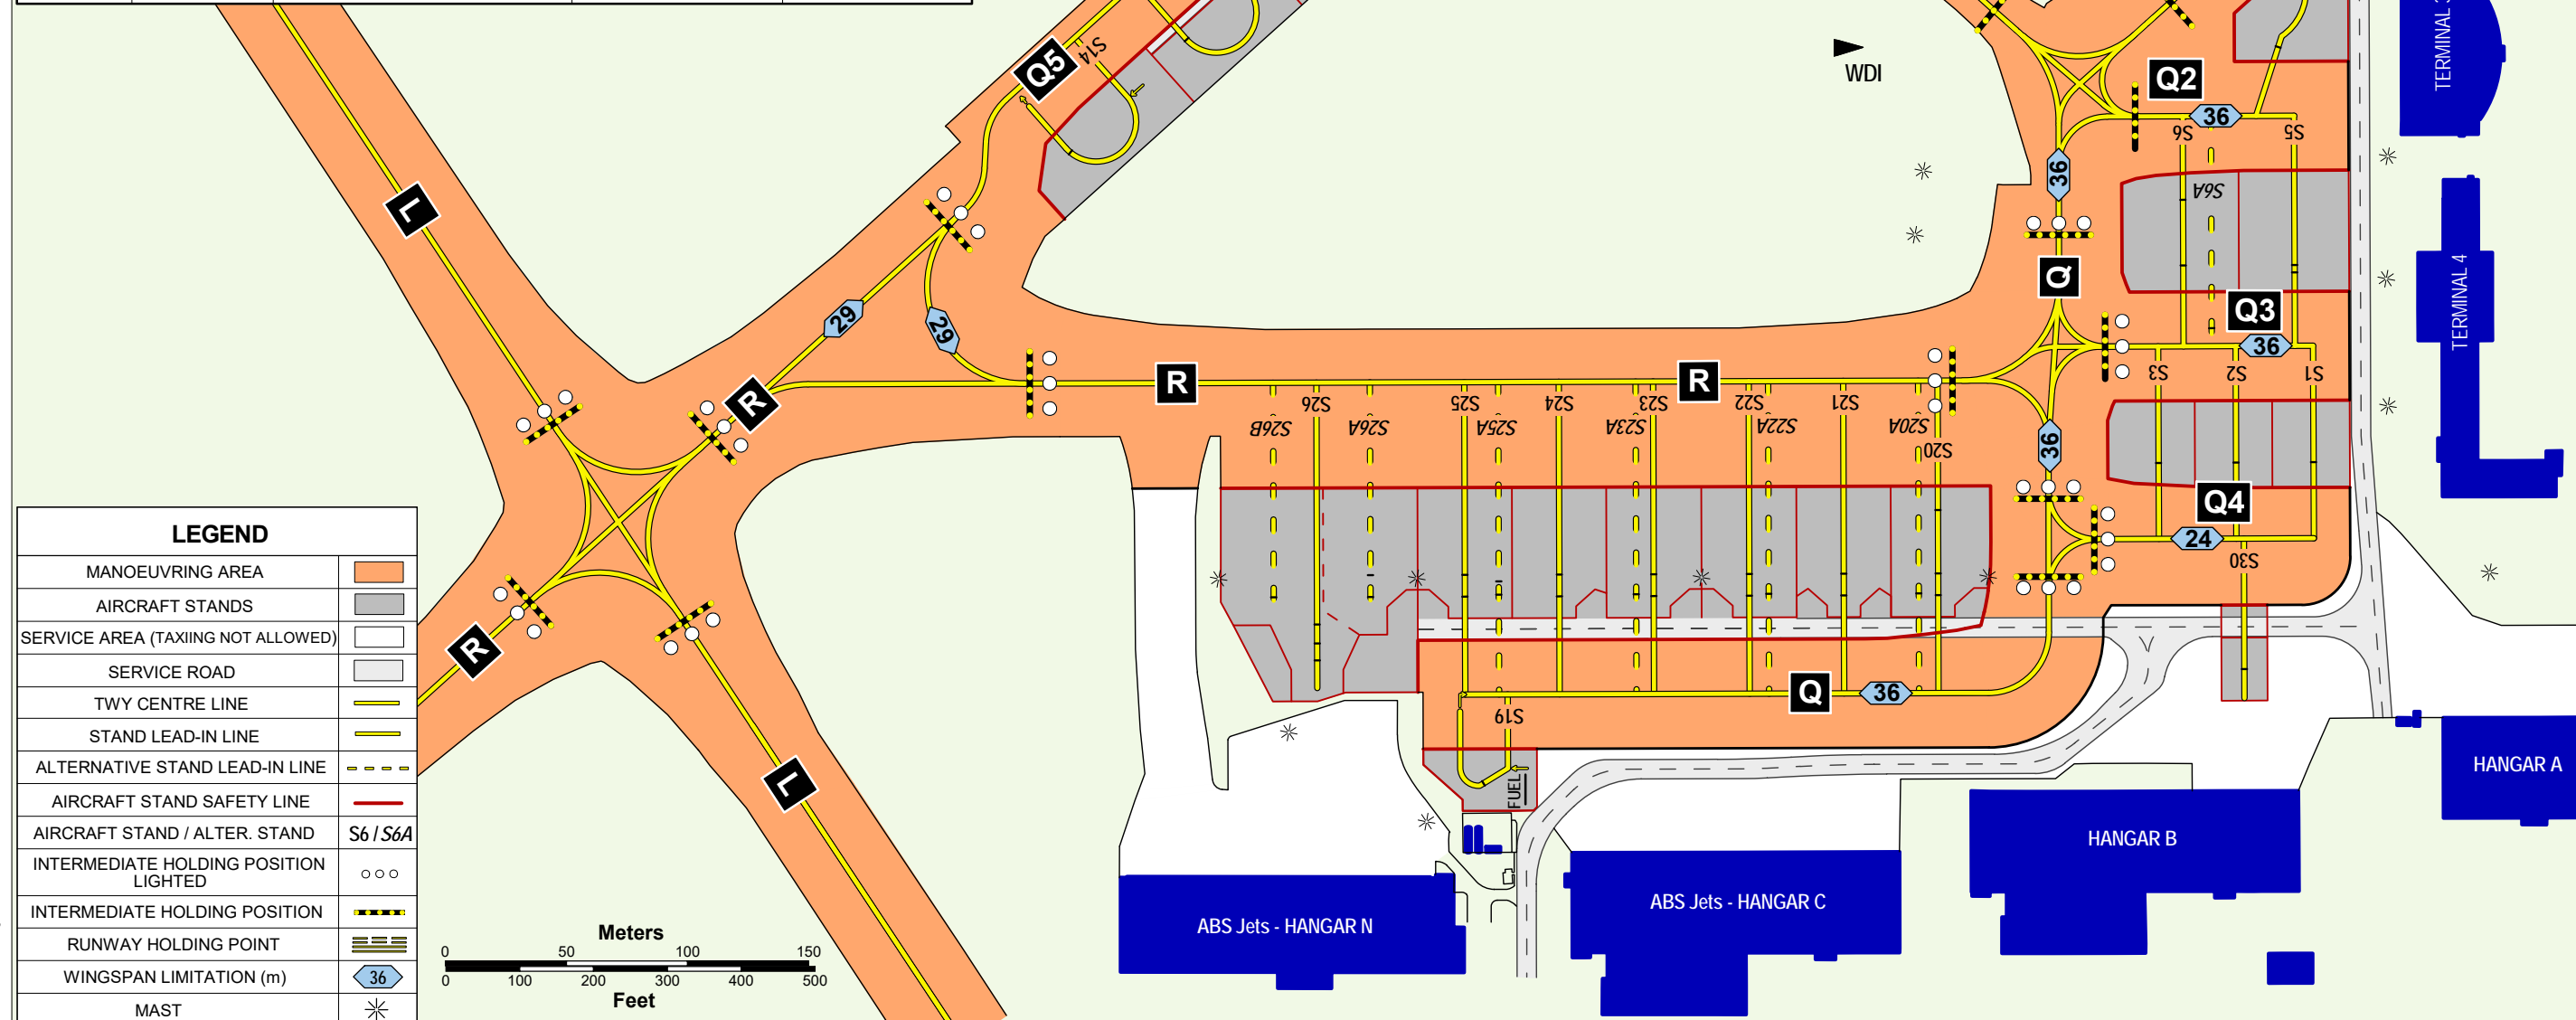 Q5
S14
WDI
TERMINAL 3
Q2
36
S6
S5
36
S6A
L
Q
Q3
36
TERMINAL 4
29
29
R
R
R
S3
S2
S1
S26
S25
S24
S23
S22
S21
S26B
S26A
S25A
S23A
S22A
S20A
S20
36
Q4
24
S30
R
Q
36
S19
FUEL
L
HANGAR A
HANGAR B
ABS Jets - HANGAR C
ABS Jets - HANGAR N
LEGEND
MANOEUVRING AREA
AIRCRAFT STANDS
SERVICE AREA (TAXIING NOT ALLOWED)
SERVICE ROAD
TWY CENTRE LINE
STAND LEAD-IN LINE
ALTERNATIVE STAND LEAD-IN LINE
AIRCRAFT STAND SAFETY LINE
AIRCRAFT STAND / ALTER. STAND S6 / S6A
INTERMEDIATE HOLDING POSITION
LIGHTED
INTERMEDIATE HOLDING POSITION
RUNWAY HOLDING POINT
WINGSPAN LIMITATION (m) 36
MAST
Meters
0 50 100 150
0 100 200 300 400 500
Feet